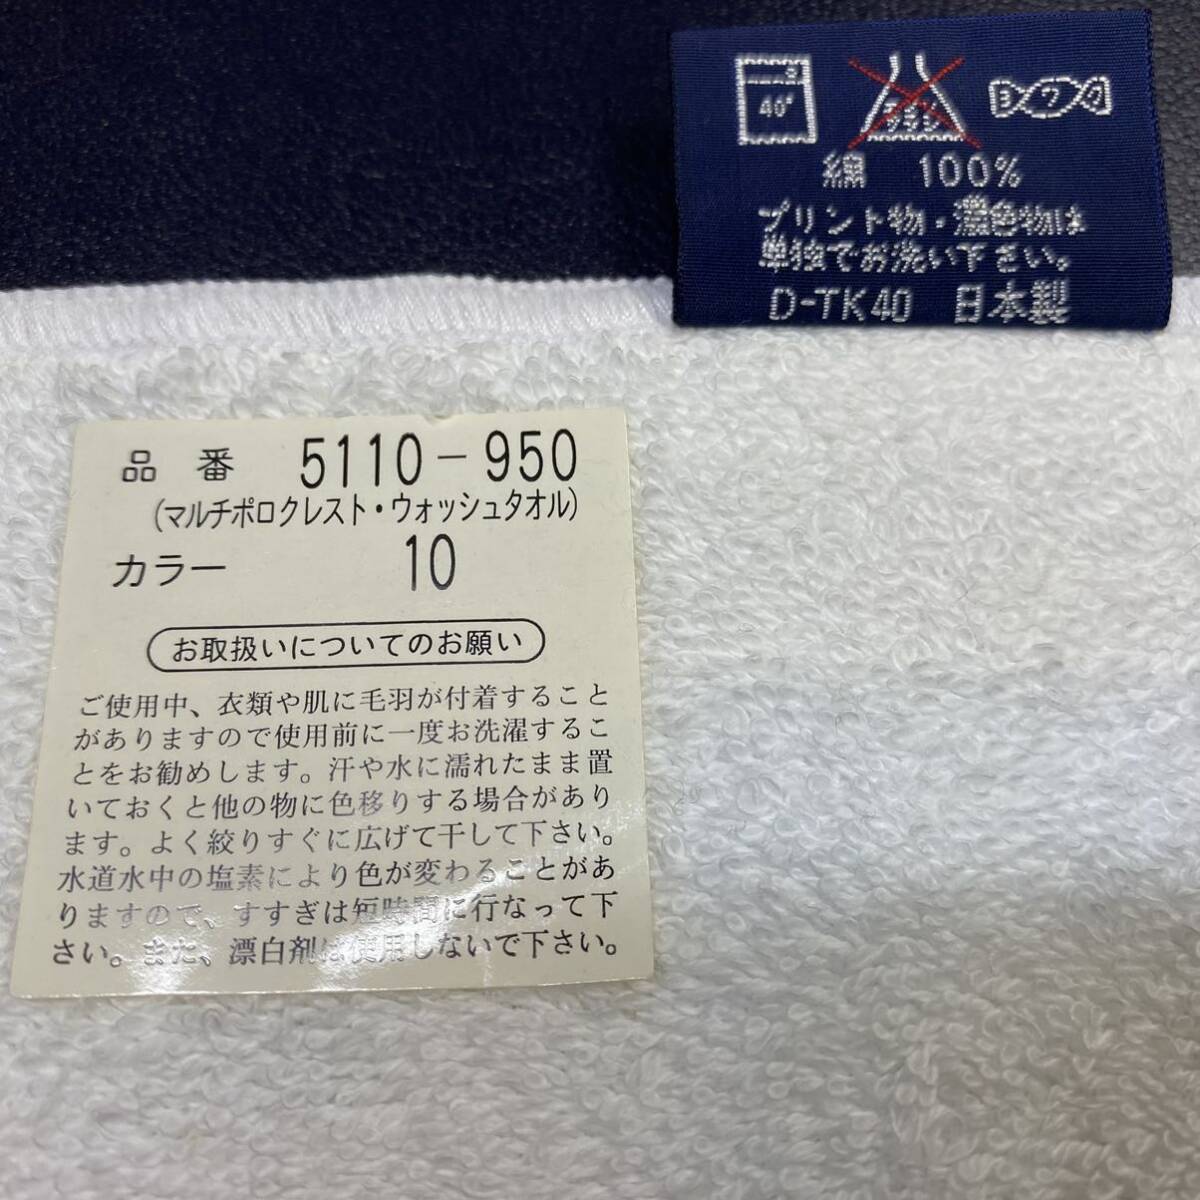 40°
エンソ
サラシ
ヨワク
綿 100%
プリント物・濃色物は
単独でお洗い下さい。
D-TK40 日本製
品番 5110-950
(マルチポロクレスト・ウォッシュタオル)
カラー 10
お取扱いについてのお願い
ご使用中、衣類や肌に毛羽が付着すること
がありますので使用前に一度お洗濯するこ
とをお勧めします。汗や水に濡れたまま置
いておくと他の物に色移りする場合があり
ます。よく絞りすぐに広げて干して下さい。
水道水中の塩素により色が変わることがあ
りますので、すすぎは短時間に行なって下
さい。また、漂白剤は使用しないで下さい。